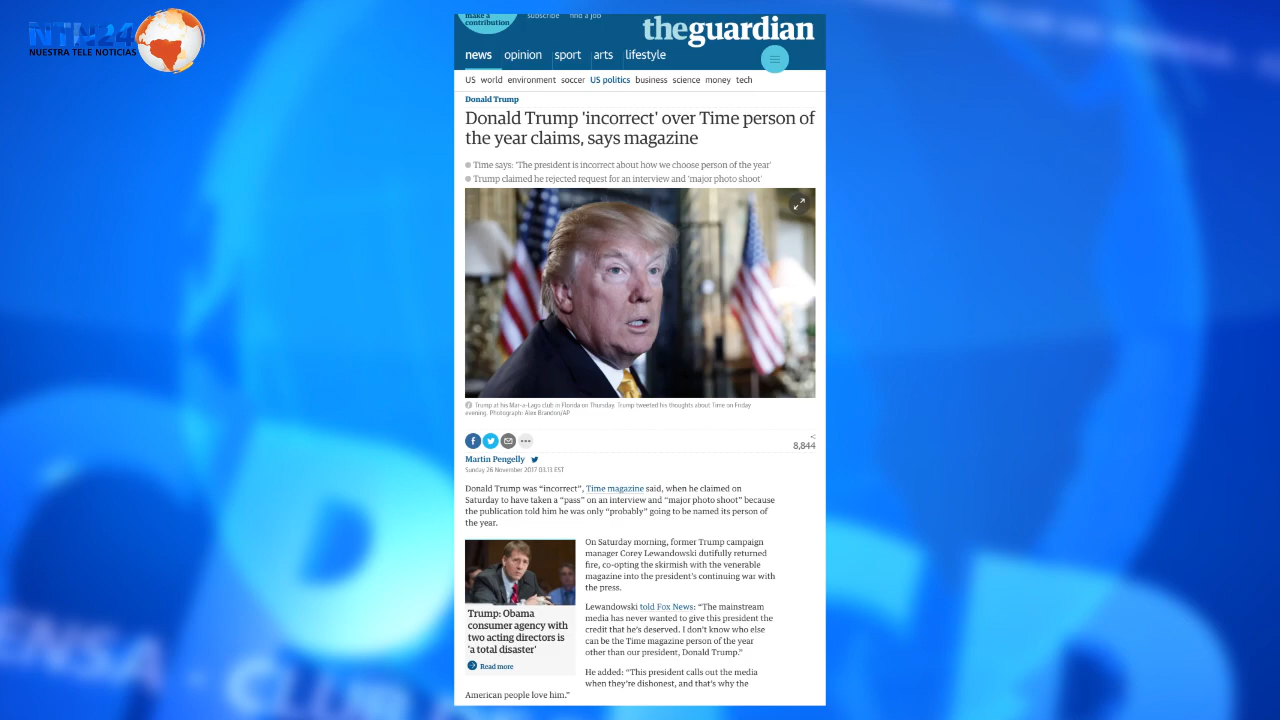 NTN24
NUESTRA TELE NOTICIAS
make a
contribution
subscribe find a job
theguardian
news opinion sport arts lifestyle
US world environment soccer US politics business science money tech
Donald Trump
Donald Trump 'incorrect' over Time person of
the year claims, says magazine
Time says: 'The president is incorrect about how we choose person of the year'
Trump claimed he rejected request for an interview and 'major photo shoot'
Trump at his Mar-a-Lago club in Florida on Thursday. Trump tweeted his thoughts about Time on Friday
evening. Photograph: Alex Brandon/AP
8,844
Martin Pengelly
Sunday 26 November 2017 03.13 EST
Donald Trump was “incorrect”, Time magazine said, when he claimed on
Saturday to have taken a “pass” on an interview and “major photo shoot” because
the publication told him he was only “probably” going to be named its person of
the year.
Trump: Obama
consumer agency with
two acting directors is
'a total disaster'
Read more
On Saturday morning, former Trump campaign
manager Corey Lewandowski dutifully returned
fire, co-opting the skirmish with the venerable
magazine into the president’s continuing war with
the press.
Lewandowski told Fox News: “The mainstream
media has never wanted to give this president the
credit that he’s deserved. I don’t know who else
can be the Time magazine person of the year
other than our president, Donald Trump.”
He added: “This president calls out the media
when they’re dishonest, and that’s why the
American people love him.”